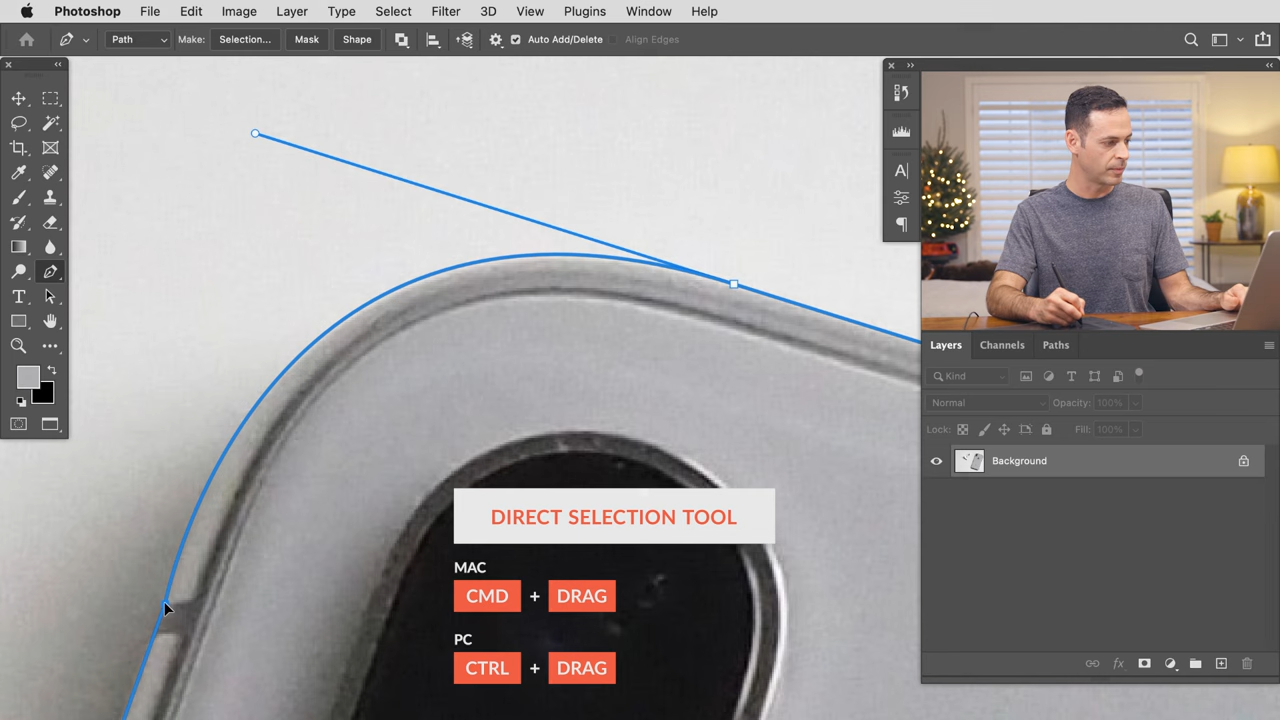 Photoshop File Edit Image Layer Type Select Filter 3D View Plugins Window Help
Path Make: Selection... Mask Shape Auto Add/Delete Align Edges
Layers Channels Paths
Kind
Normal Opacity: 100%
Lock: Fill: 100%
Background
DIRECT SELECTION TOOL
MAC
CMD + DRAG
PC
CTRL + DRAG